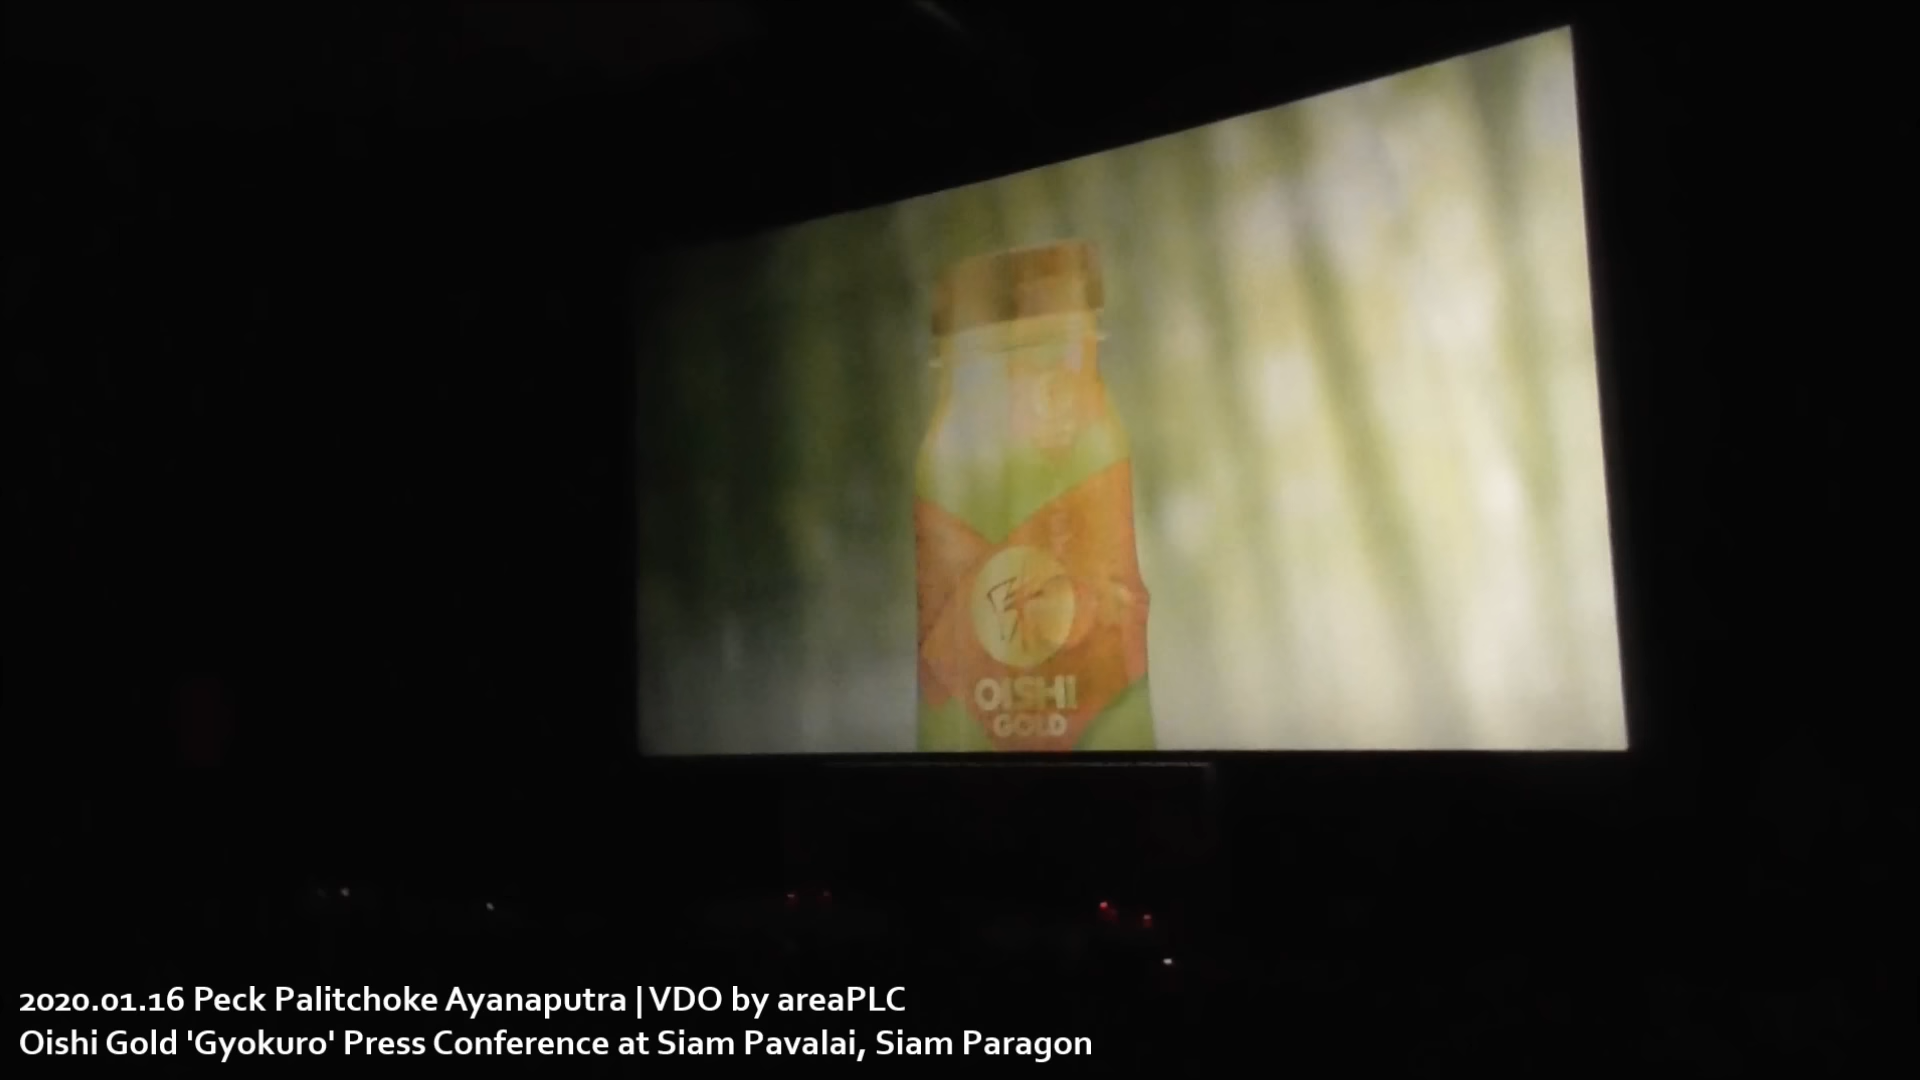 OISHI
GOLD
2020.01.16 Peck Palitchoke Ayanaputra | VDO by areaPLC
Oishi Gold 'Gyokuro' Press Conference at Siam Pavalai, Siam Paragon